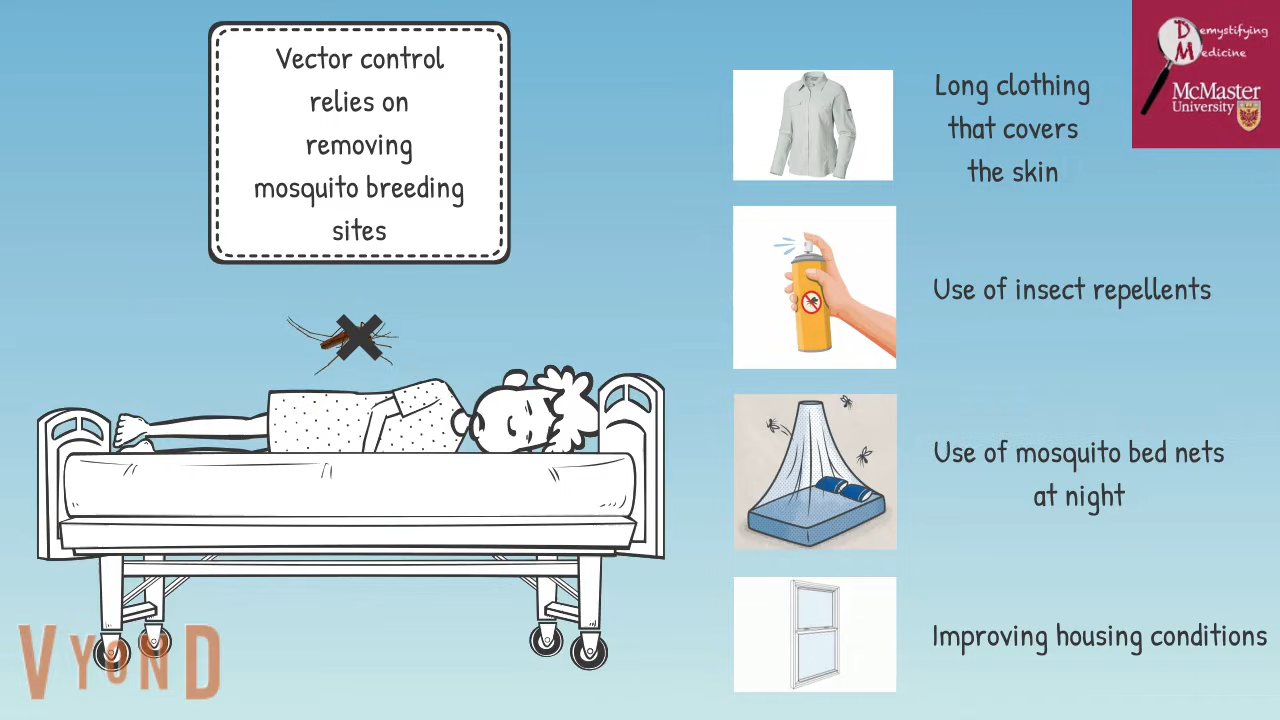 Vector control
relies on
removing
mosquito breeding
sites
Long clothing
that covers
the skin
Use of insect repellents
Use of mosquito bed nets
at night
Improving housing conditions
Demystifying
Medicine
McMaster
University
VYOND